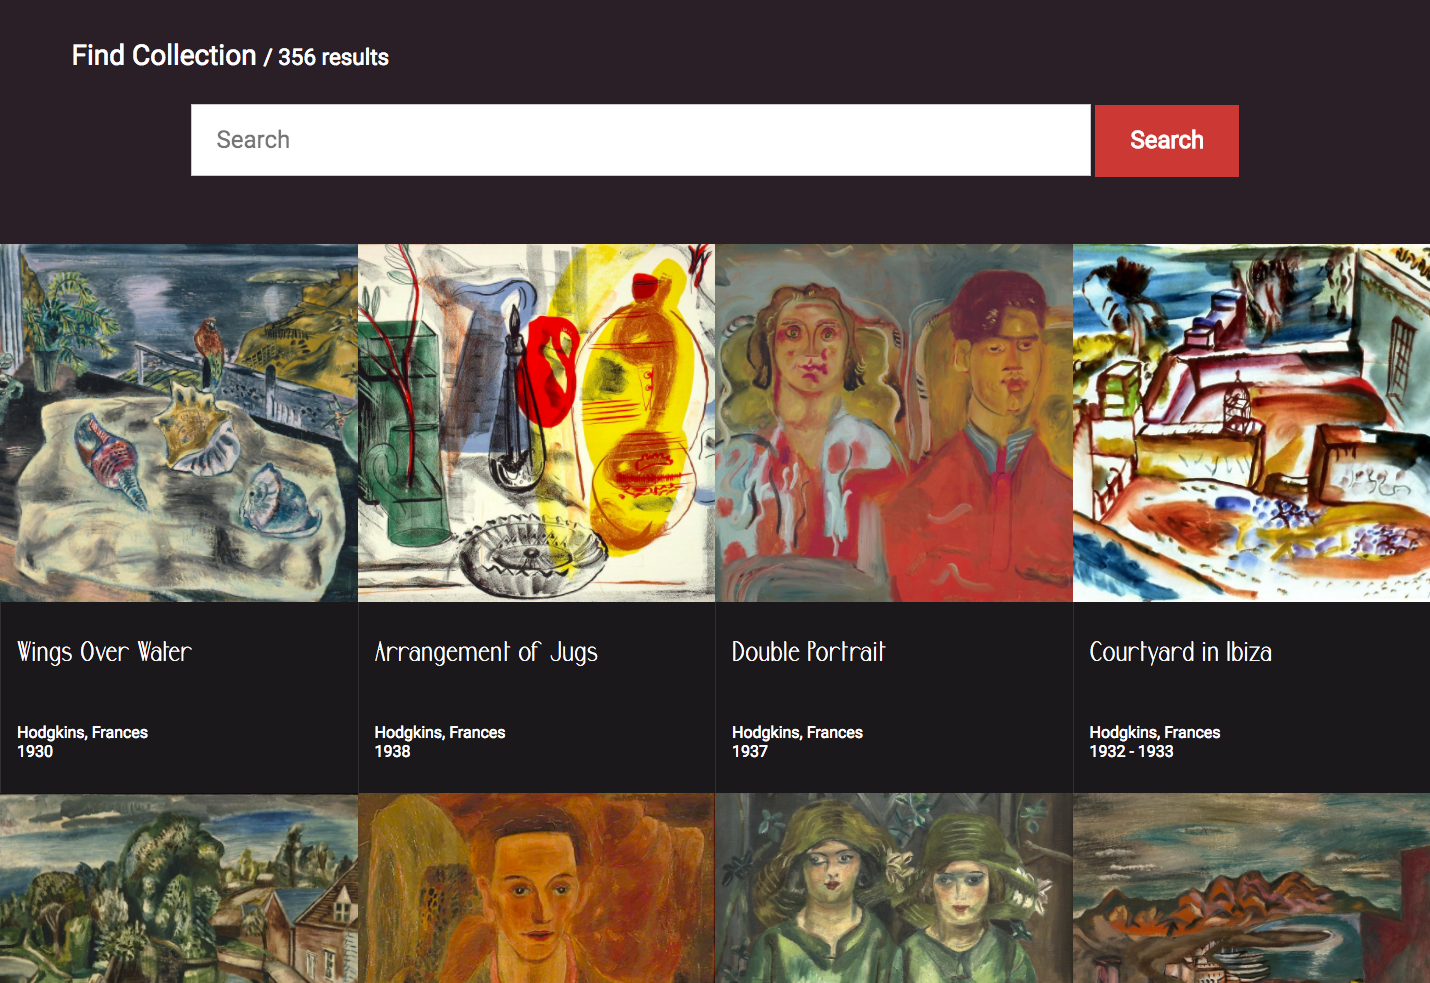 Find Collection / 356 results
Search
Search
Wings Over Water
Hodgkins, Frances
1930
Arrangement of Jugs
Hodgkins, Frances
1938
Double Portrait
Hodgkins, Frances
1937
Courtyard in Ibiza
Hodgkins, Frances
1932 - 1933